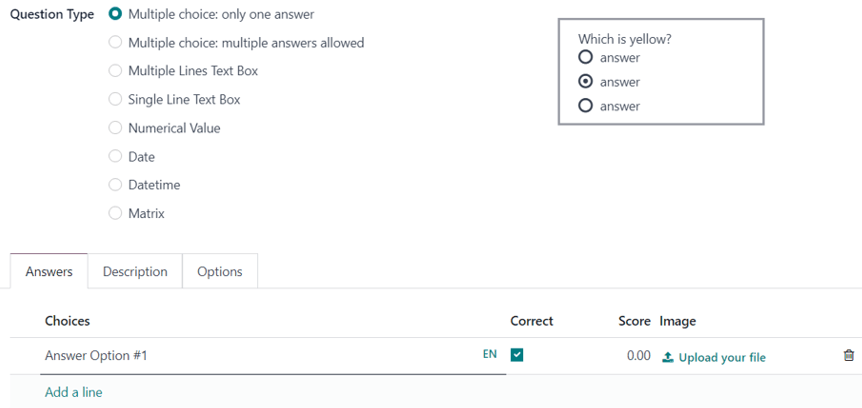 Question Type
Multiple choice: only one answer
Multiple choice: multiple answers allowed
Multiple Lines Text Box
Single Line Text Box
Numerical Value
Date
Datetime
Matrix
Which is yellow?
answer
answer
answer
Answers Description Options
Choices Correct Score Image
Answer Option #1 EN 0.00 Upload your file
Add a line